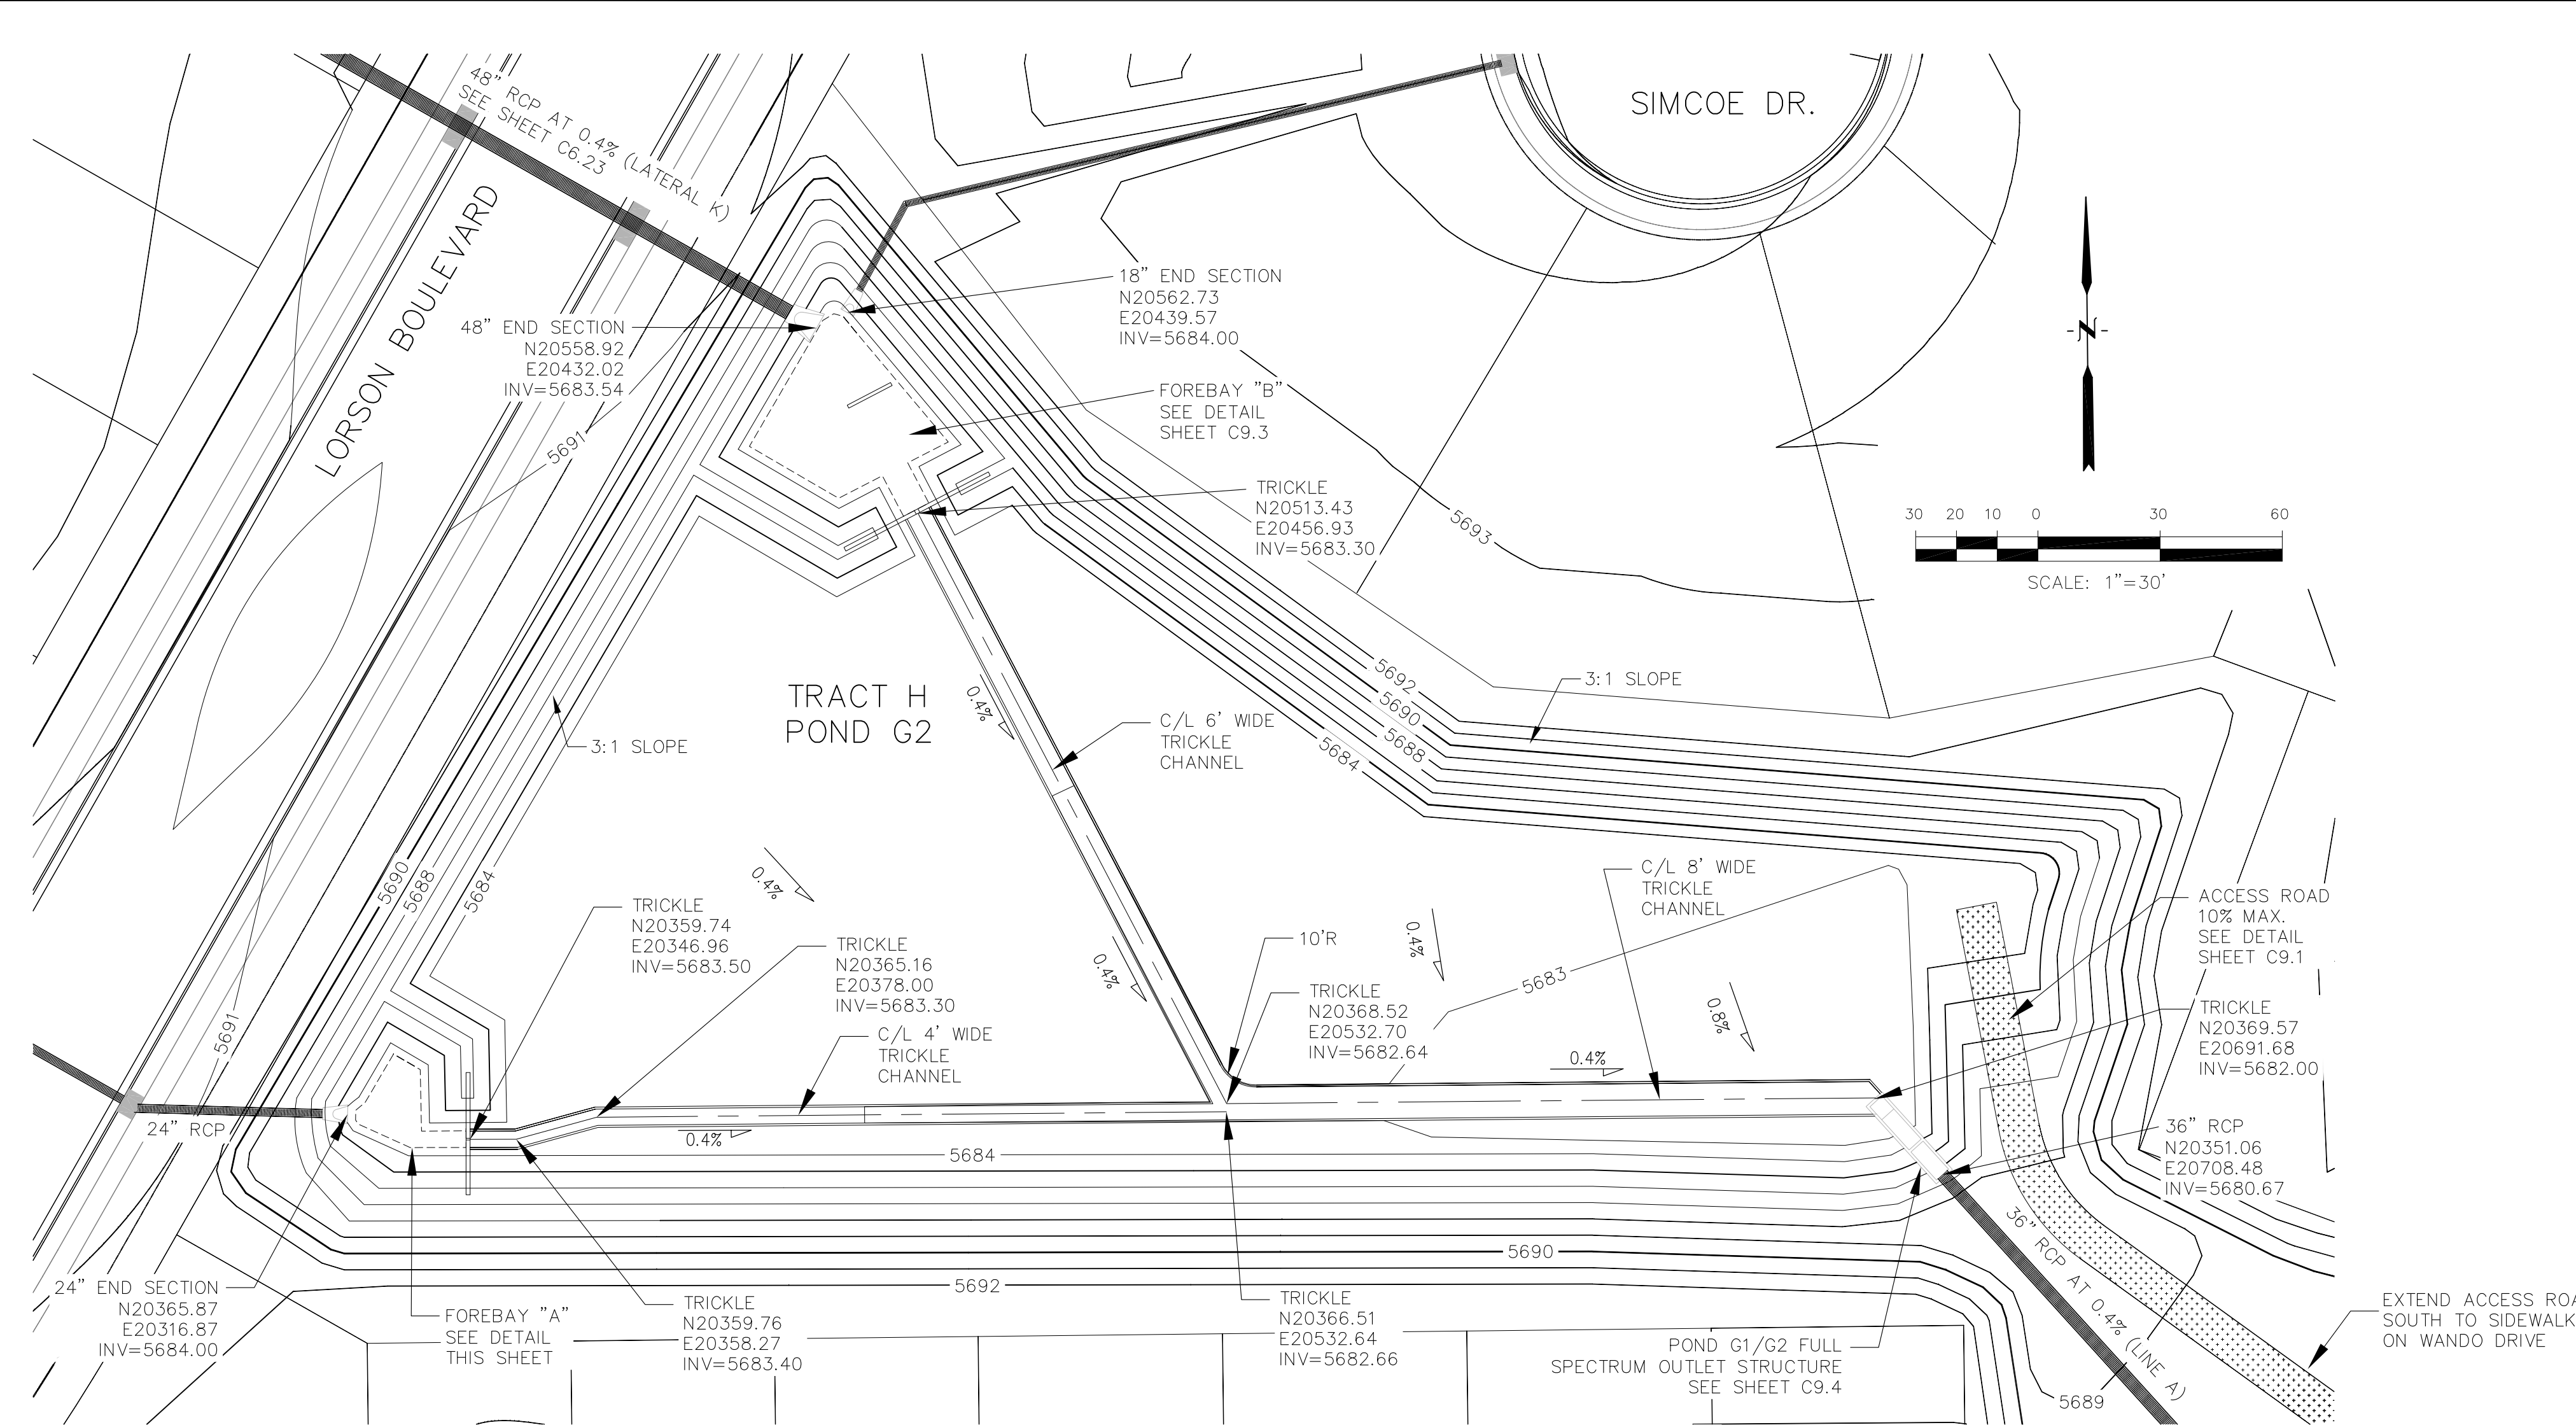 48" RCP AT 0.4% (LATERAL K)
SEE SHEET C6.23
SIMCOE DR.
LORSON BOULEVARD
18" END SECTION
N20562.73
E20439.57
INV=5684.00
48" END SECTION
N20558.92
E20432.02
INV=5683.54
FOREBAY "B"
SEE DETAIL
SHEET C9.3
-N-
5691
TRICKLE
N20513.43
E20456.93
INV=5683.30
5693
30 20 10 0 30 60
SCALE: 1"=30'
5692
5690
5688
5684
3:1 SLOPE
TRACT H
POND G2
0.4%
C/L 6' WIDE
TRICKLE
CHANNEL
3:1 SLOPE
5690
5688
5684
0.4%
C/L 8' WIDE
TRICKLE
CHANNEL
ACCESS ROAD
10% MAX.
SEE DETAIL
SHEET C9.1
TRICKLE
N20359.74
E20346.96
INV=5683.50
TRICKLE
N20365.16
E20378.00
INV=5683.30
10'R
0.4%
0.4%
5683
TRICKLE
N20368.52
E20532.70
INV=5682.64
0.8%
TRICKLE
N20369.57
E20691.68
INV=5682.00
5691
C/L 4' WIDE
TRICKLE
CHANNEL
0.4%
24" RCP
0.4%
5684
36" RCP
N20351.06
E20708.48
INV=5680.67
5690
5692
36" RCP AT 0.4% (LINE A)
24" END SECTION
N20365.87
E20316.87
INV=5684.00
FOREBAY "A"
SEE DETAIL
THIS SHEET
TRICKLE
N20359.76
E20358.27
INV=5683.40
TRICKLE
N20366.51
E20532.64
INV=5682.66
POND G1/G2 FULL
SPECTRUM OUTLET STRUCTURE
SEE SHEET C9.4
EXTEND ACCESS
SOUTH TO SIDEWALK
ON WANDO DRIVE
5689